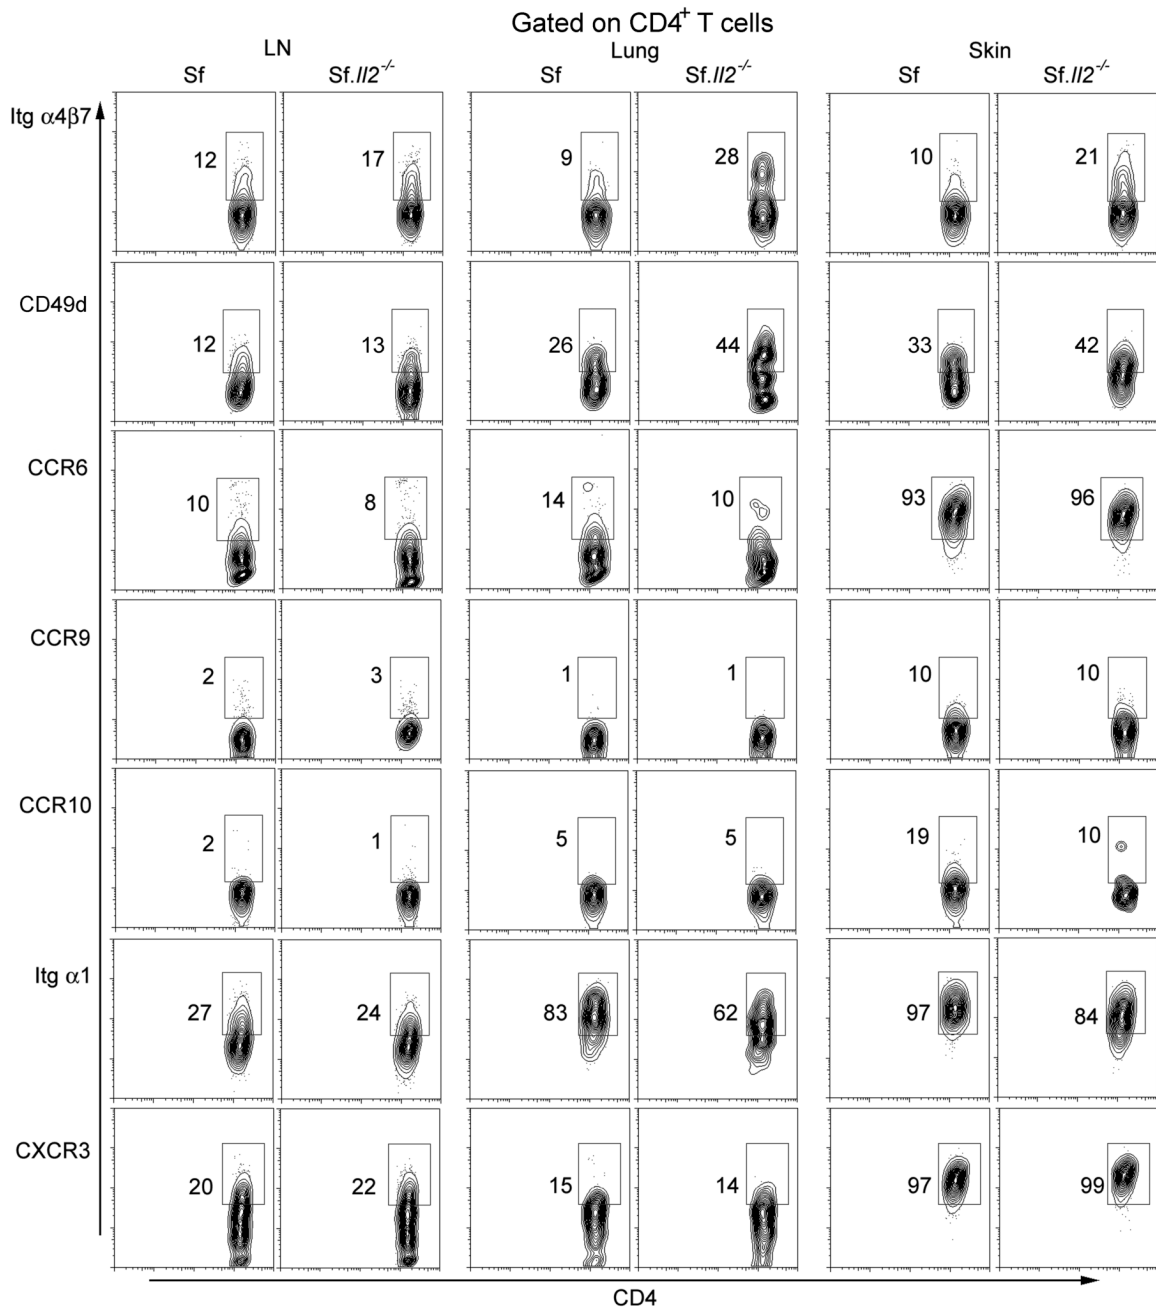 Gated on CD4+ T cells
LN Lung Skin
Sf Sf.Il2-/- Sf Sf.Il2-/- Sf Sf.Il2-/-
Itg α4β7
12 17 9 28 10 21
CD49d
12 13 26 44 33 42
CCR6
10 8 14 10 93 96
CCR9
2 3 1 1 10 10
CCR10
2 1 5 5 19 10
Itg α1
27 24 83 62 97 84
CXCR3
20 22 15 14 97 99
CD4